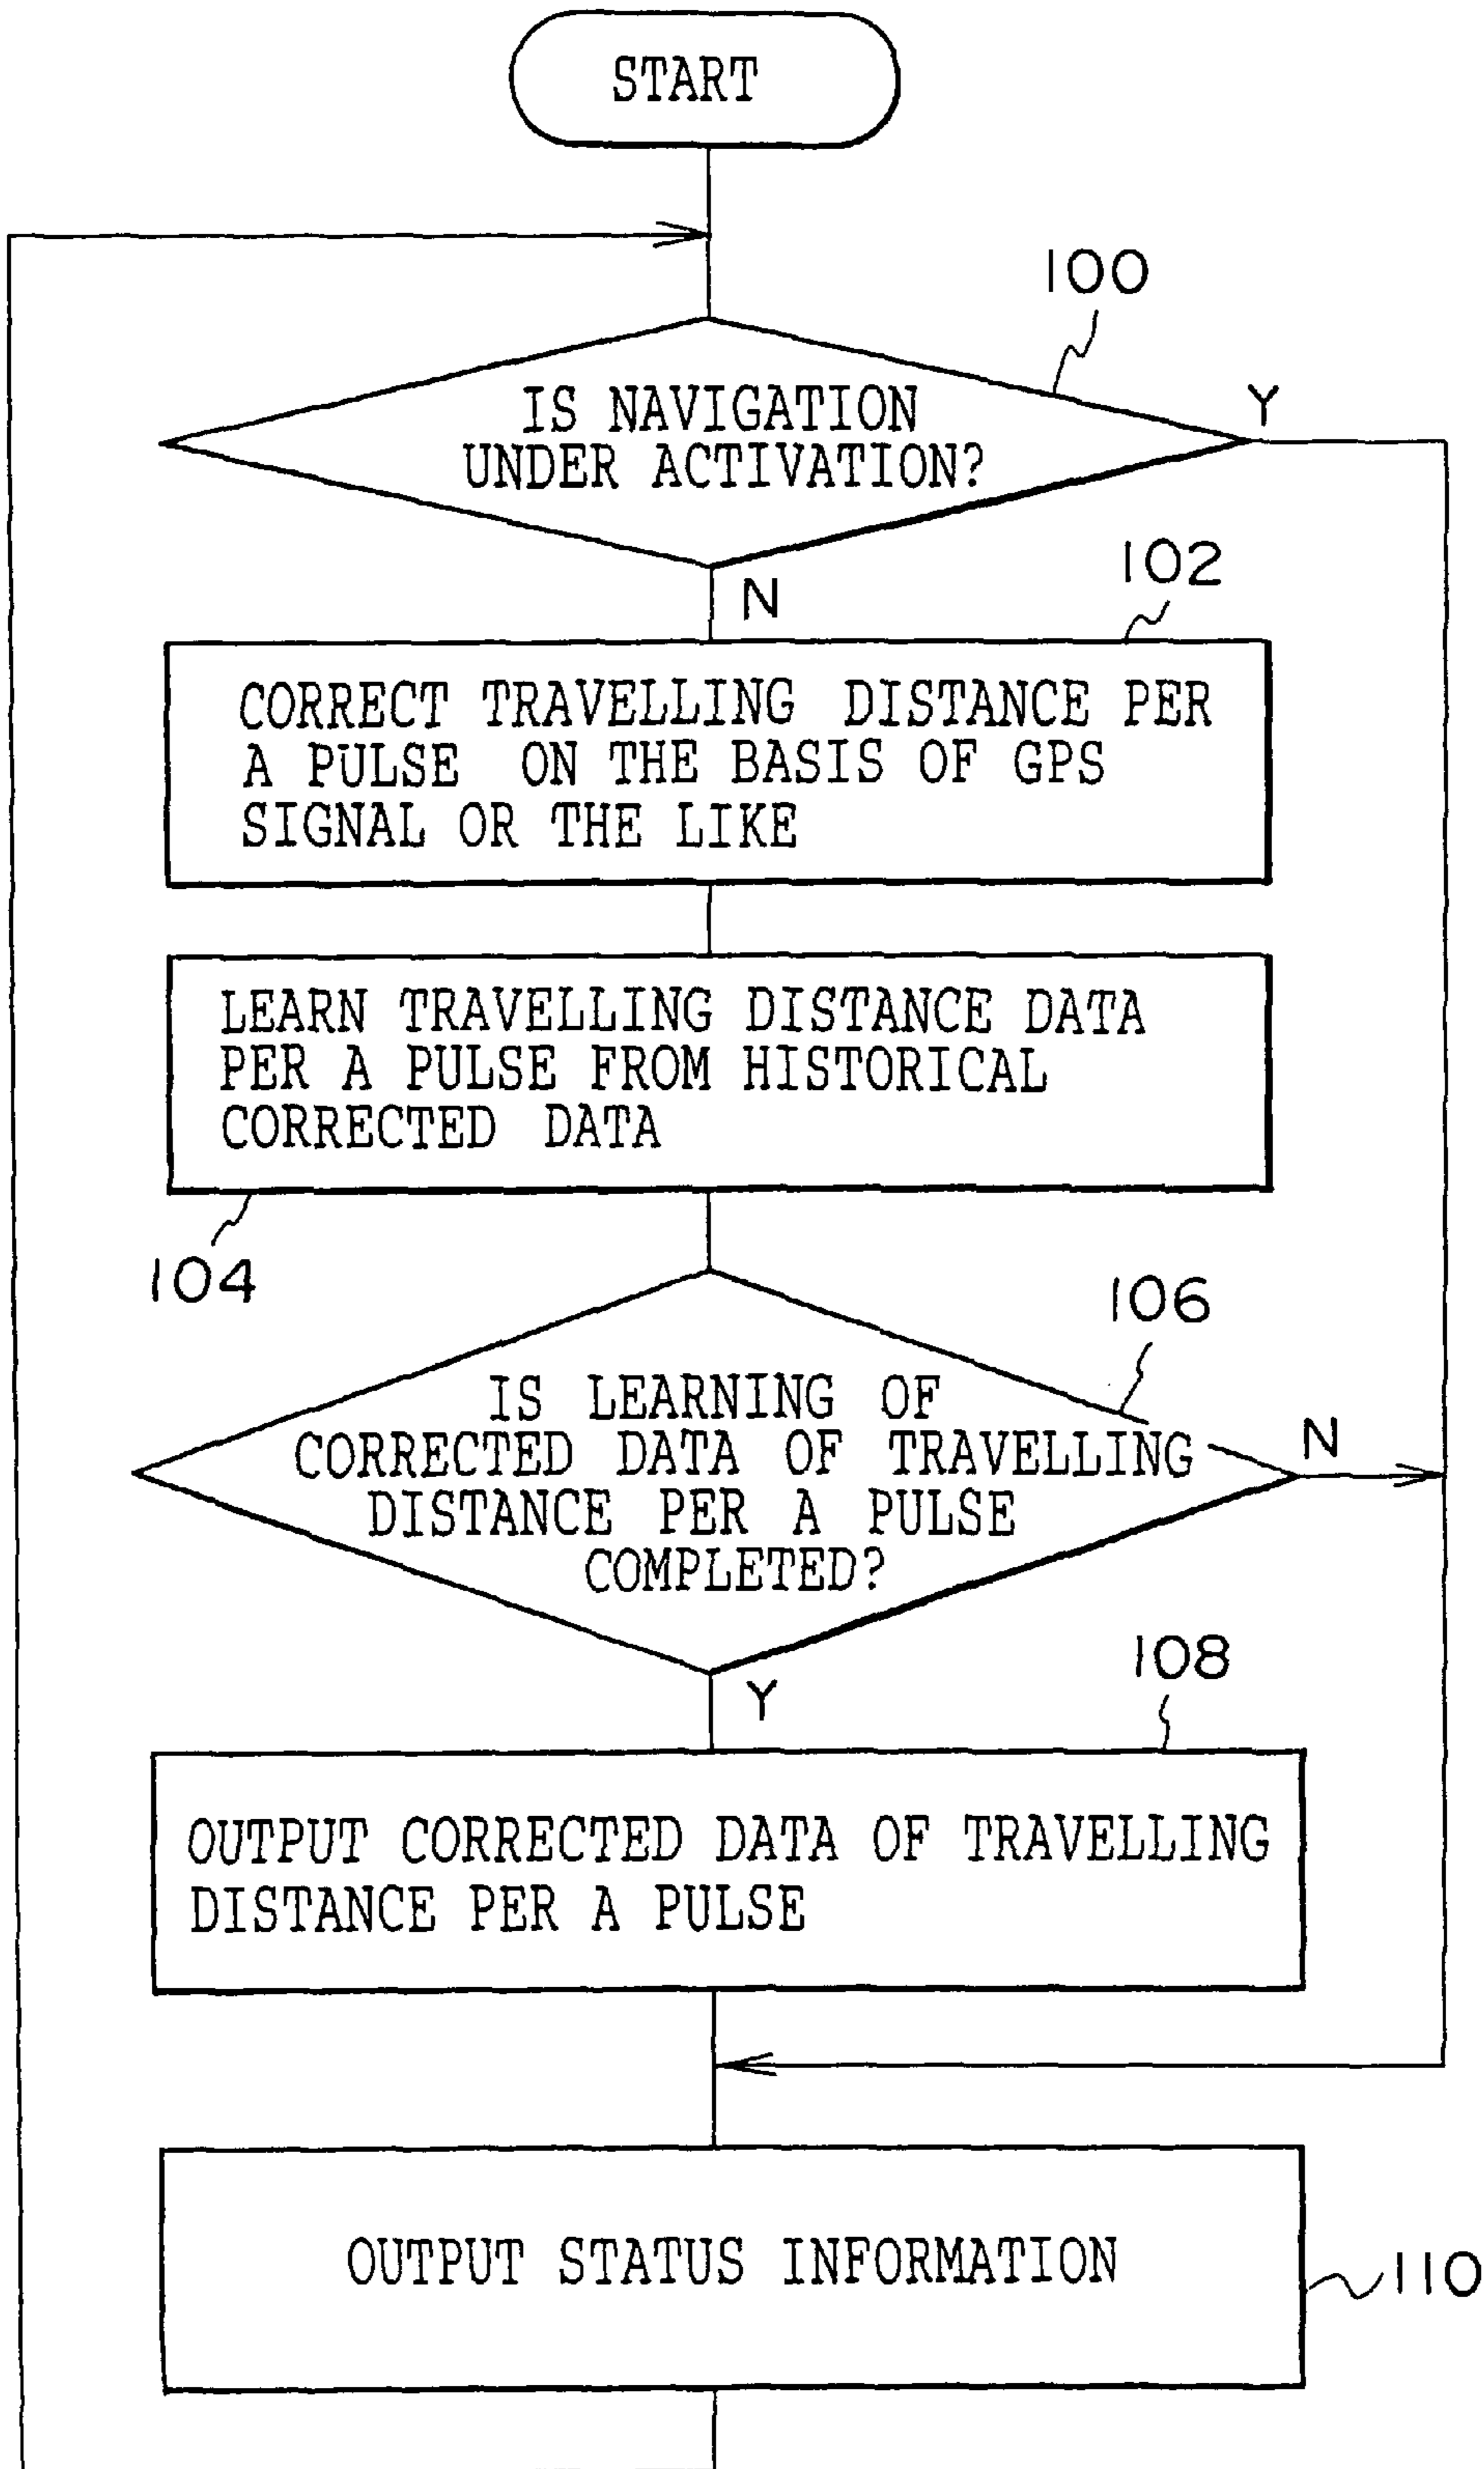 START
100
IS NAVIGATION
UNDER ACTIVATION?
Y
N
102
CORRECT TRAVELLING DISTANCE PER
A PULSE ON THE BASIS OF GPS
SIGNAL OR THE LIKE
LEARN TRAVELLING DISTANCE DATA
PER A PULSE FROM HISTORICAL
CORRECTED DATA
104
106
IS LEARNING OF
CORRECTED DATA OF TRAVELLING
DISTANCE PER A PULSE
COMPLETED?
N
Y
108
OUTPUT CORRECTED DATA OF TRAVELLING
DISTANCE PER A PULSE
OUTPUT STATUS INFORMATION
110